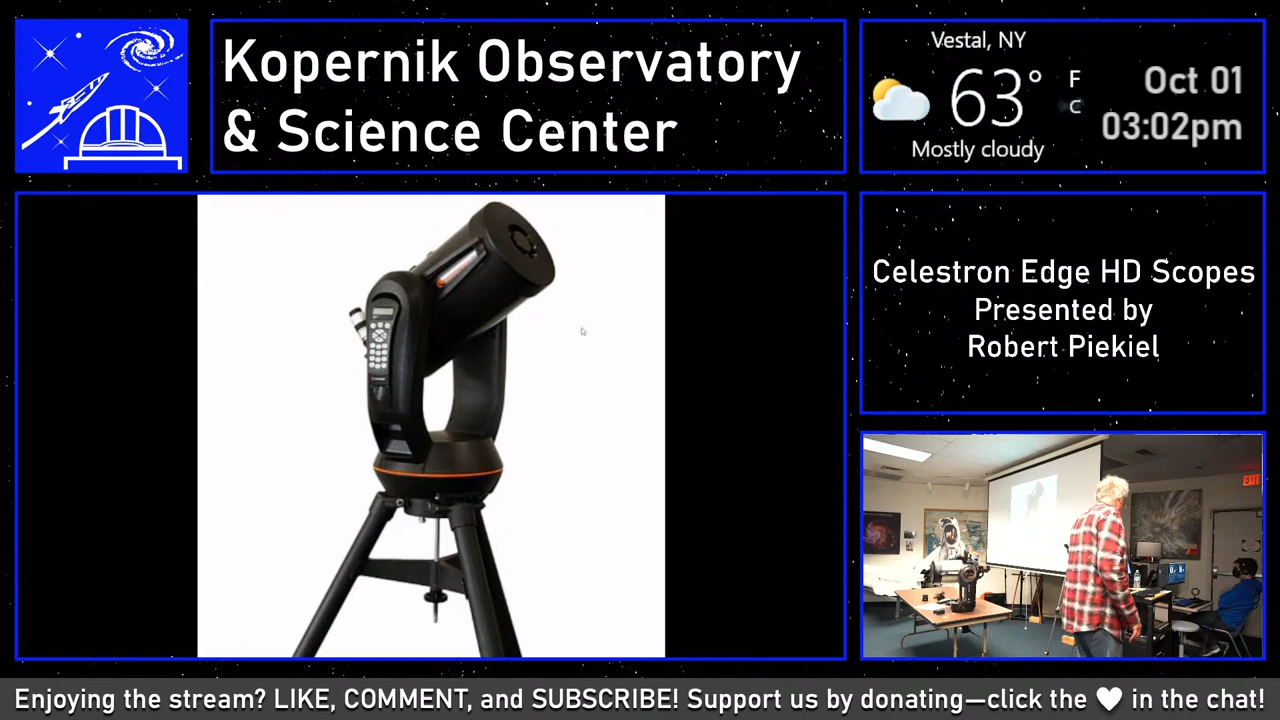 Kopernik Observatory
& Science Center
Vestal, NY
63° F
C
Mostly cloudy
Oct 01
03:02pm
Celestron Edge HD Scopes
Presented by
Robert Piekiel
EXIT
Enjoying the stream? LIKE, COMMENT, and SUBSCRIBE! Support us by donating—click the ♥ in the chat!